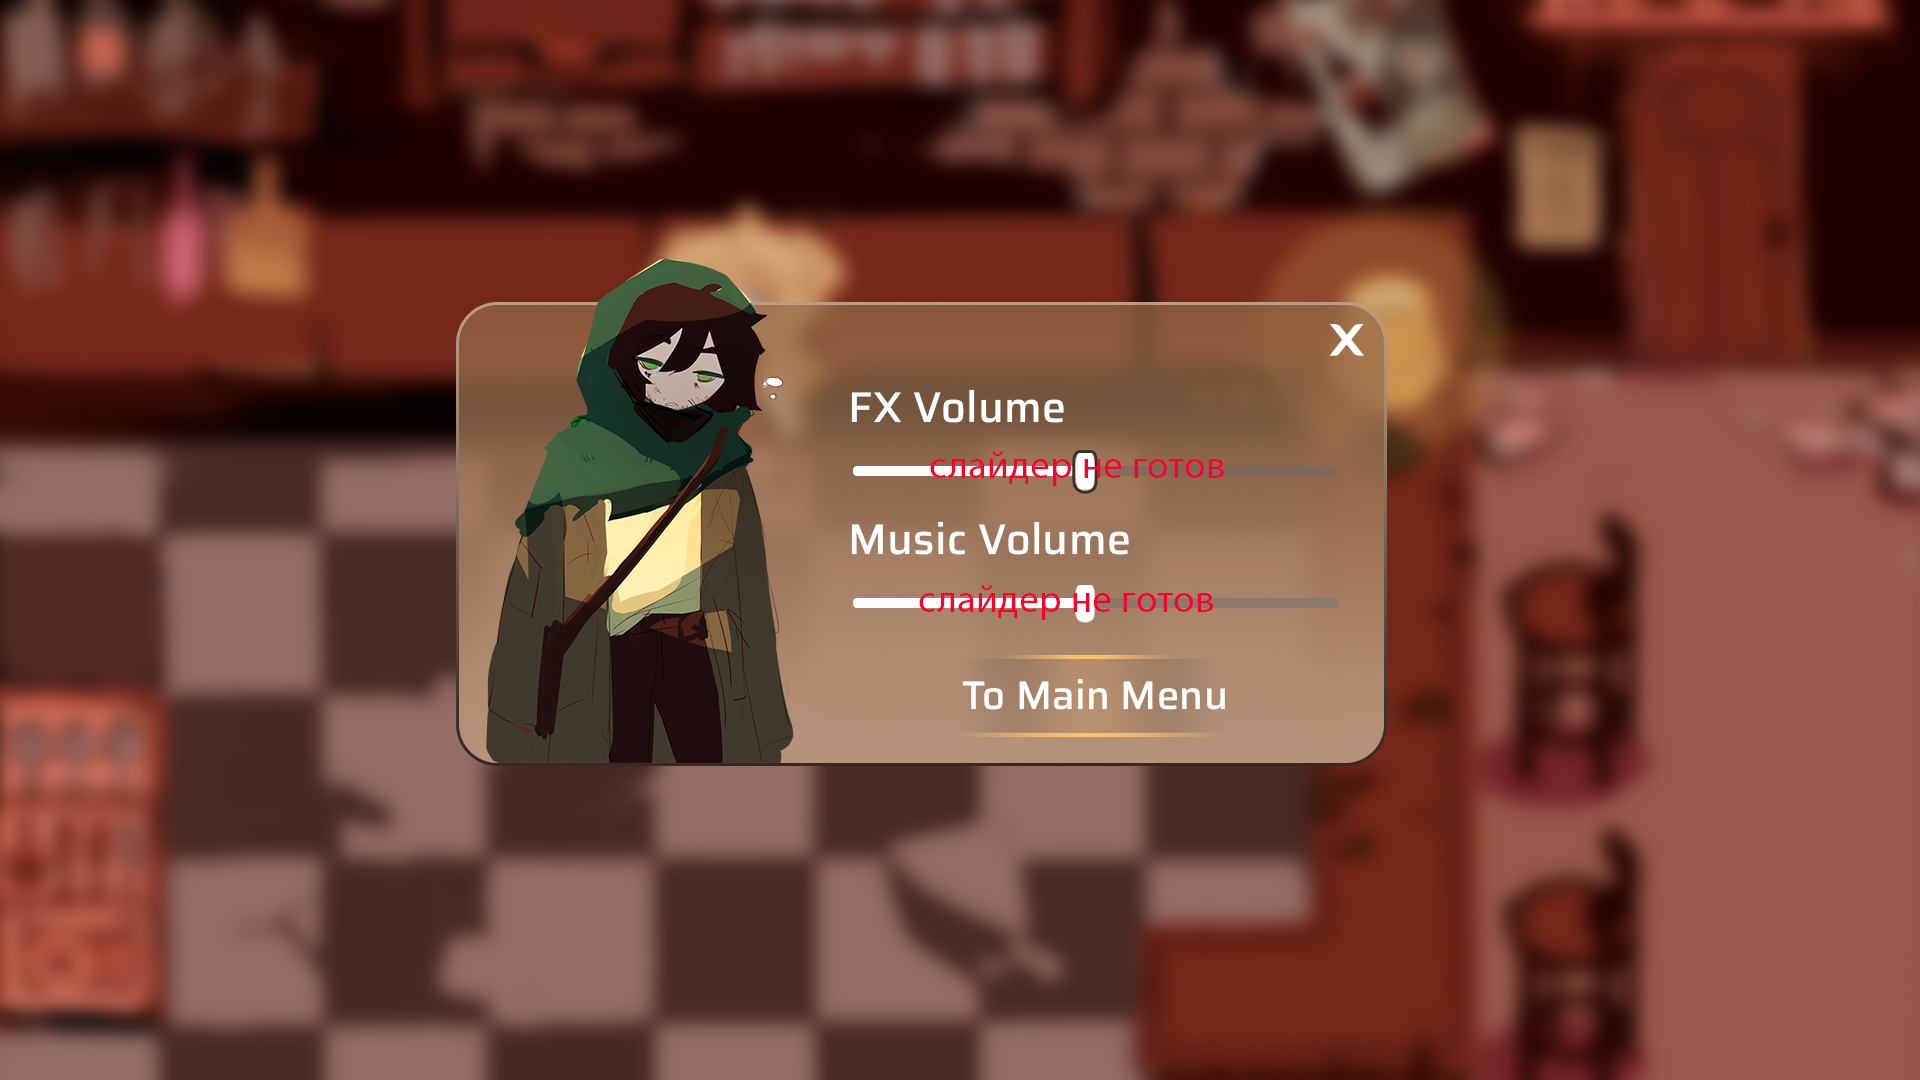 X
FX Volume
слайдер не готов
Music Volume
слайдер не готов
To Main Menu